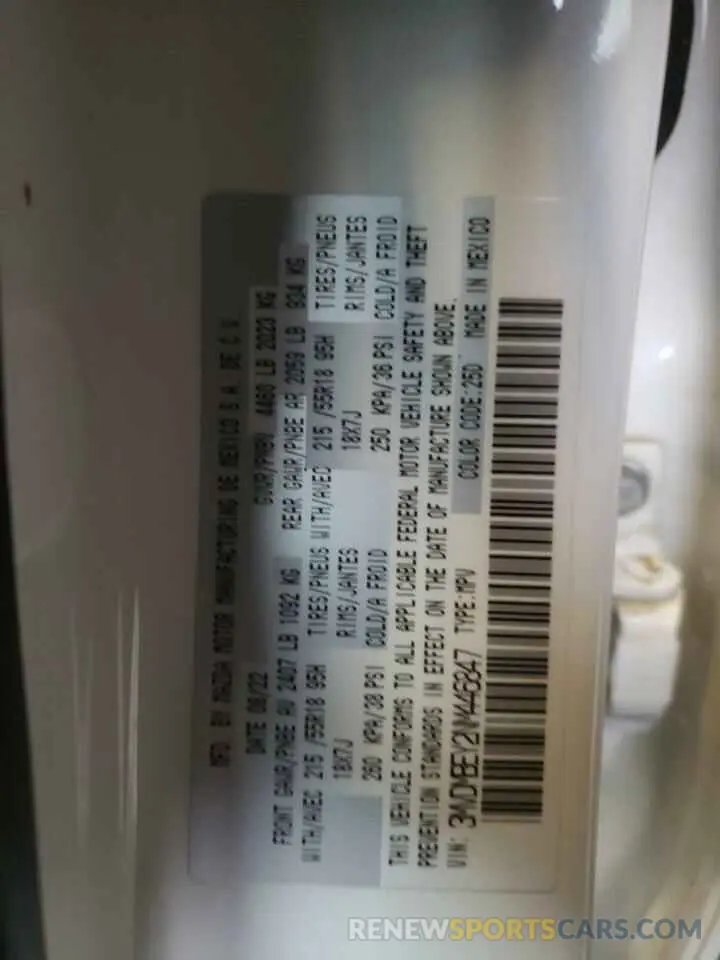 MFD. BY MAZDA MOTOR MANUFACTURING DE MEXICO S.A. DE C.V.
DATE 06/22 GVWR/PNBV 4460 LB 2023 KG
FRONT GAWR/PNBE AV 2407 LB 1092 KG REAR GAWR/PNBE AR 2059 LB 934 KG
WITH/AVEC 215 /55R18 95H TIRES/PNEUS WITH/AVEC 215 /55R18 95H TIRES/PNEUS
18X7J RIMS/JANTES 18X7J RIMS/JANTES
260 KPA/38 PSI COLD/A FROID 250 KPA/36 PSI COLD/A FROID
THIS VEHICLE CONFORMS TO ALL APPLICABLE FEDERAL MOTOR VEHICLE SAFETY AND THEFT
PREVENTION STANDARDS IN EFFECT ON THE DATE OF MANUFACTURE SHOWN ABOVE.
VIN: 3MVDMBEY2NM446847 TYPE:MPV COLOR CODE:25D MADE IN MEXICO
RENEWSPORTSCARS.COM